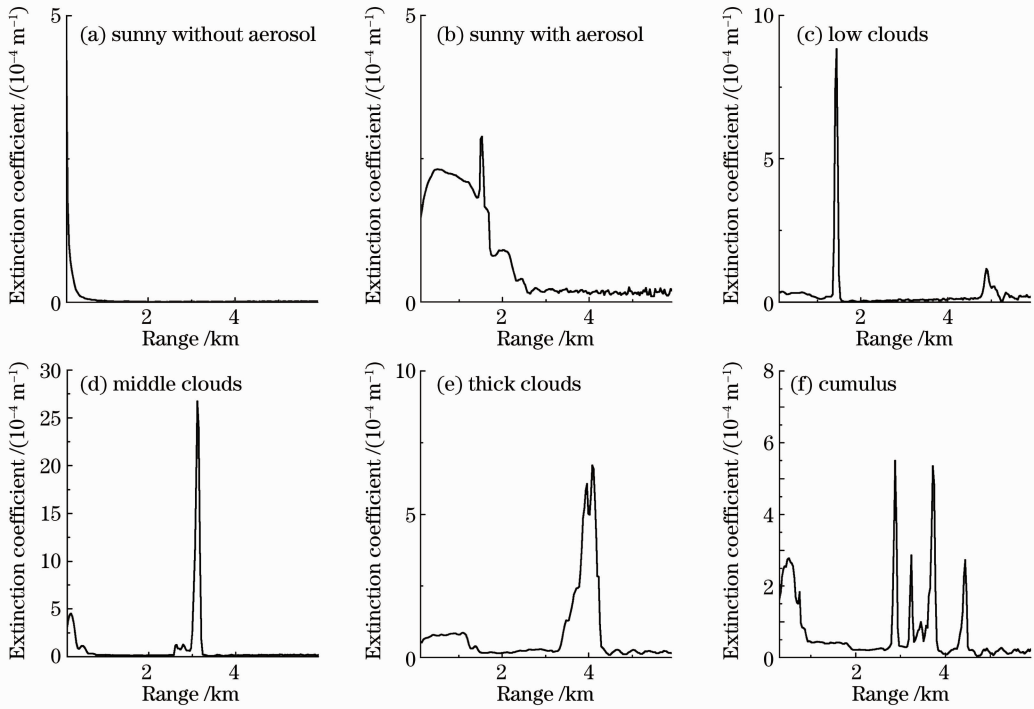 (a) sunny without aerosol
Extinction coefficient /(10⁻⁴ m⁻¹)
5
0
2
4
Range /km
(b) sunny with aerosol
Extinction coefficient /(10⁻⁴ m⁻¹)
5
0
2
4
Range /km
(c) low clouds
Extinction coefficient /(10⁻⁴ m⁻¹)
10
5
0
2
4
Range /km
(d) middle clouds
Extinction coefficient /(10⁻⁴ m⁻¹)
30
25
20
15
10
5
0
2
4
Range /km
(e) thick clouds
Extinction coefficient /(10⁻⁴ m⁻¹)
10
5
0
2
4
Range /km
(f) cumulus
Extinction coefficient /(10⁻⁴ m⁻¹)
8
6
4
2
0
2
4
Range /km